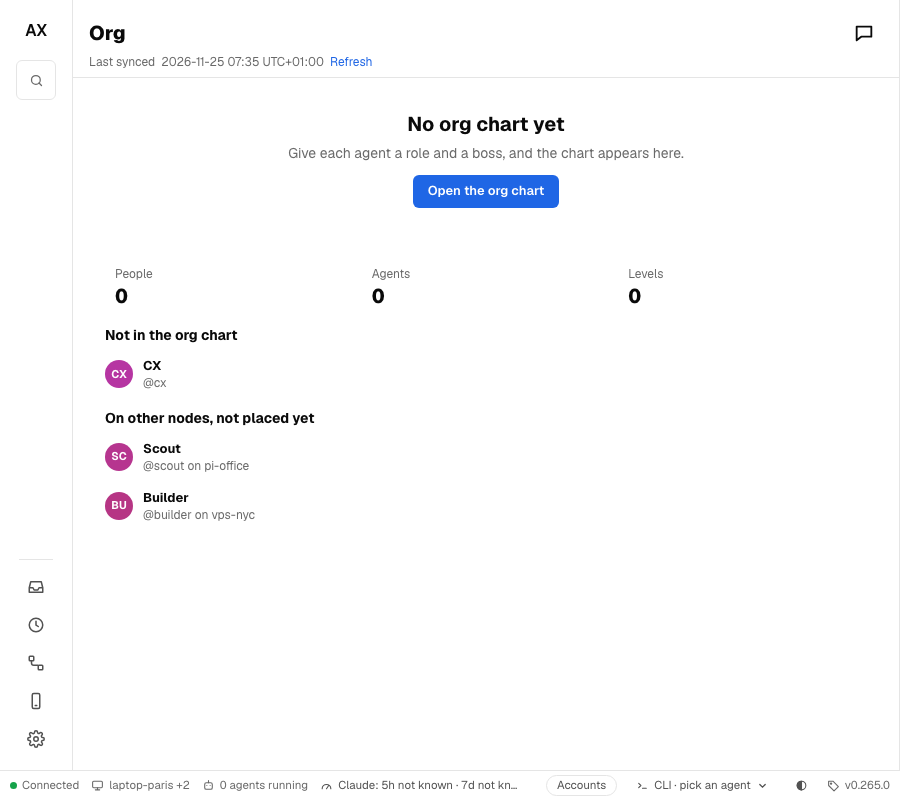 AX
Org
Last synced 2026-11-25 07:35 UTC+01:00 Refresh
No org chart yet
Give each agent a role and a boss, and the chart appears here.
Open the org chart
People
0
Agents
0
Levels
0
Not in the org chart
CX
CX
@cx
On other nodes, not placed yet
SC
Scout
@scout on pi-office
BU
Builder
@builder on vps-nyc
Connected
laptop-paris +2
0 agents running
Claude: 5h not known · 7d not kn...
Accounts
CLI · pick an agent
v0.265.0